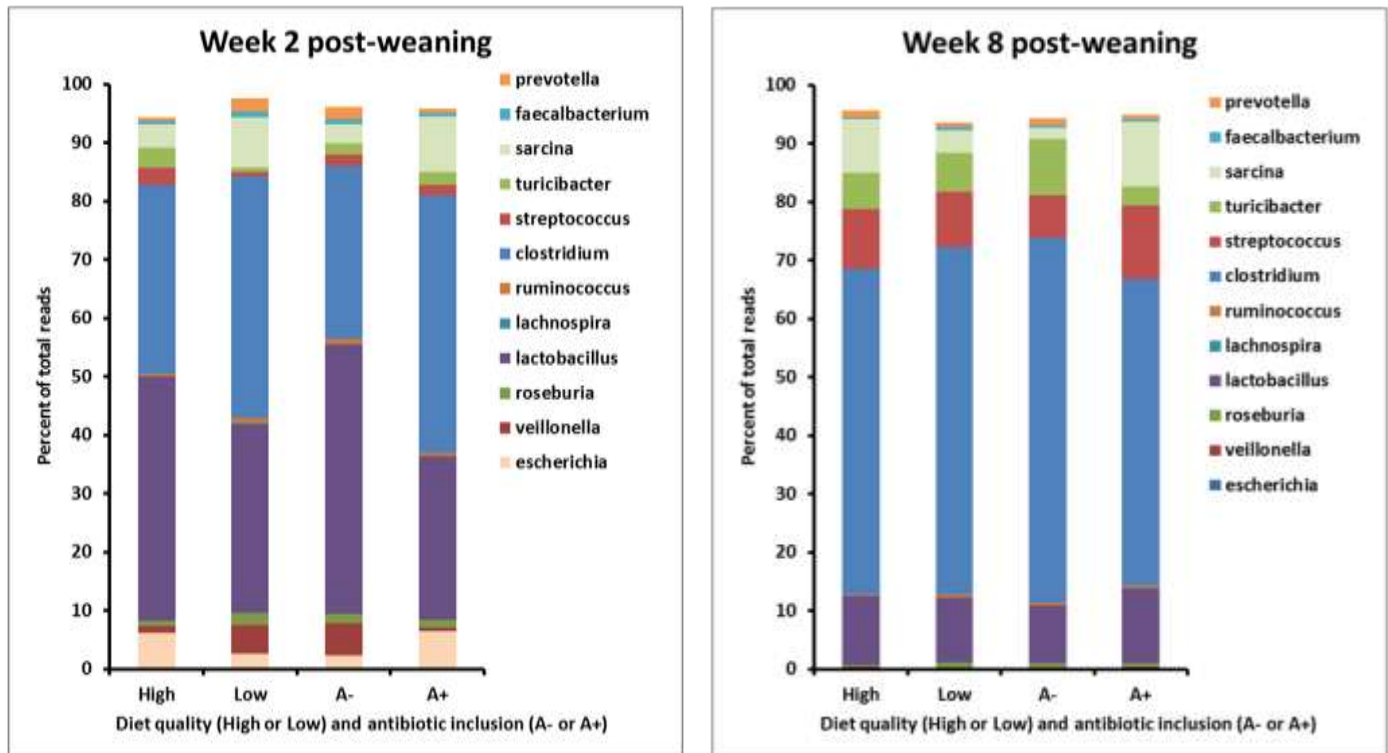 Week 2 post-weaning
100
90
80
70
60
50
40
30
20
10
0
Percent of total reads
High Low A- A+
Diet quality (High or Low) and antibiotic inclusion (A- or A+)
prevotella
faecalbacterium
sarcina
turicibacter
streptococcus
clostridium
ruminococcus
lachnospira
lactobacillus
roseburia
veillonella
escherichia
Week 8 post-weaning
100
90
80
70
60
50
40
30
20
10
0
Percent of total reads
High Low A- A+
Diet quality (High or Low) and antibiotic inclusion (A- or A+)
prevotella
faecalbacterium
sarcina
turicibacter
streptococcus
clostridium
ruminococcus
lachnospira
lactobacillus
roseburia
veillonella
escherichia